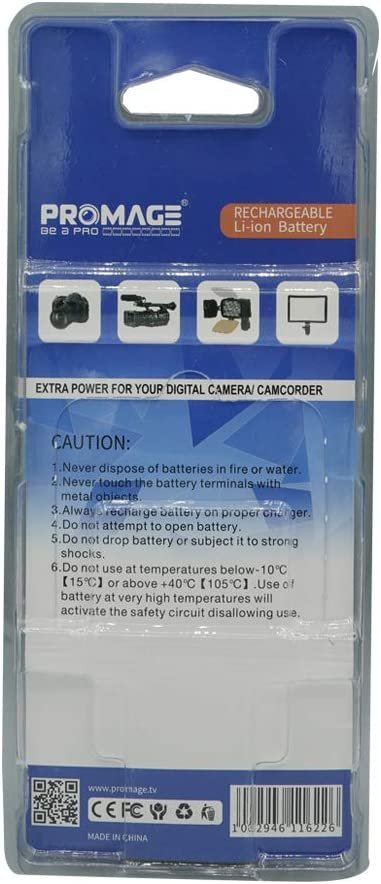 PROMAGE®
BE A PRO
RECHARGEABLE
Li-ion Battery
EXTRA POWER FOR YOUR DIGITAL CAMERA/ CAMCORDER
CAUTION:
1.Never dispose of batteries in fire or water.
2.Never touch the battery terminals with
metal objects.
3.Always recharge battery on proper charger.
4.Do not attempt to open battery.
5.Do not drop battery or subject it to strong
shocks.
6.Do not use at temperatures below-10℃
【15℃】or above +40℃【105℃】.Use of
battery at very high temperatures will
activate the safety circuit disallowing use.
www.promage.tv
CE FC
MADE IN CHINA
1 002946 116226